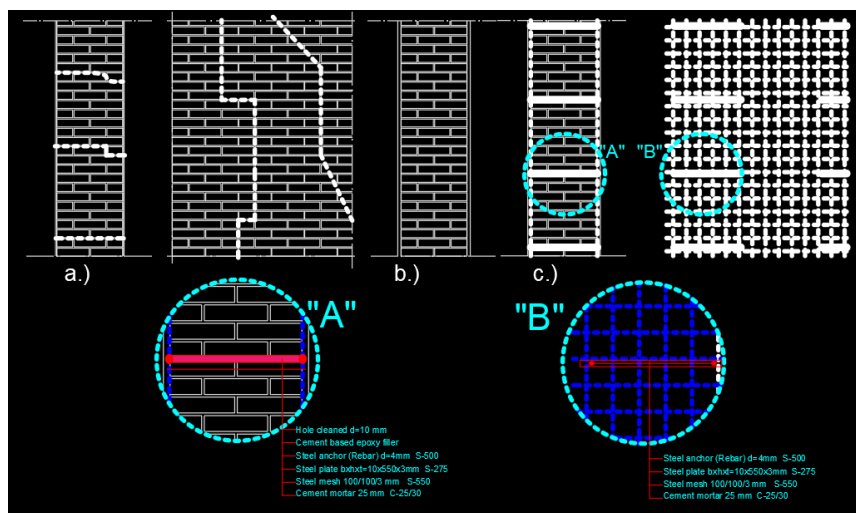 "A" "B"
a.) b.) c.)
"A" "B"
Hole cleaned d=10 mm
Cement based epoxy filler
Steel anchor (Rebar) d=4mm S-500
Steel plate bxhxt=10x550x3mm S-275
Steel mesh 100/100/3 mm S-550
Cement mortar 25 mm C-25/30
Steel anchor (Rebar) d=4mm S-500
Steel plate bxhxt=10x550x3mm S-275
Steel mesh 100/100/3 mm S-550
Cement mortar 25 mm C-25/30